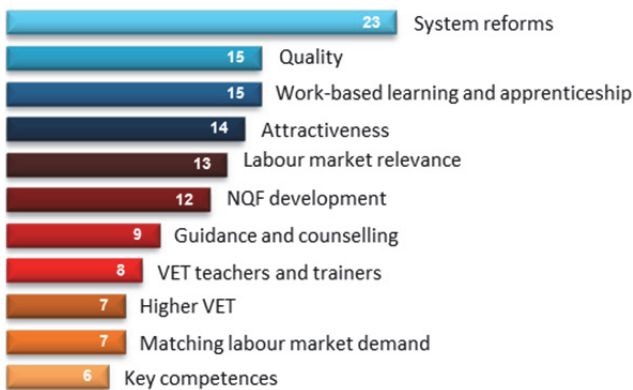 23 System reforms
15 Quality
15 Work-based learning and apprenticeship
14 Attractiveness
13 Labour market relevance
12 NQF development
9 Guidance and counselling
8 VET teachers and trainers
7 Higher VET
7 Matching labour market demand
6 Key competences